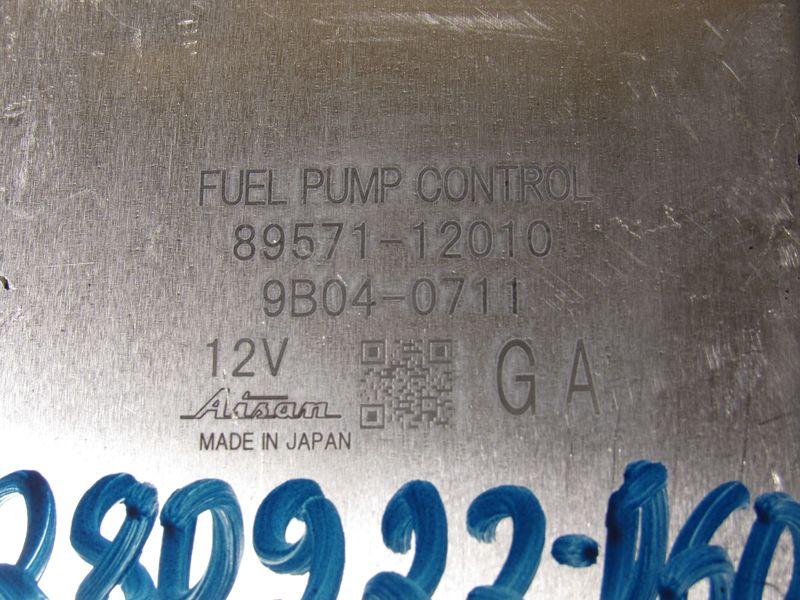 FUEL PUMP CONTROL
89571-12010
9B04-0711
12V
Aisan
GA
MADE IN JAPAN